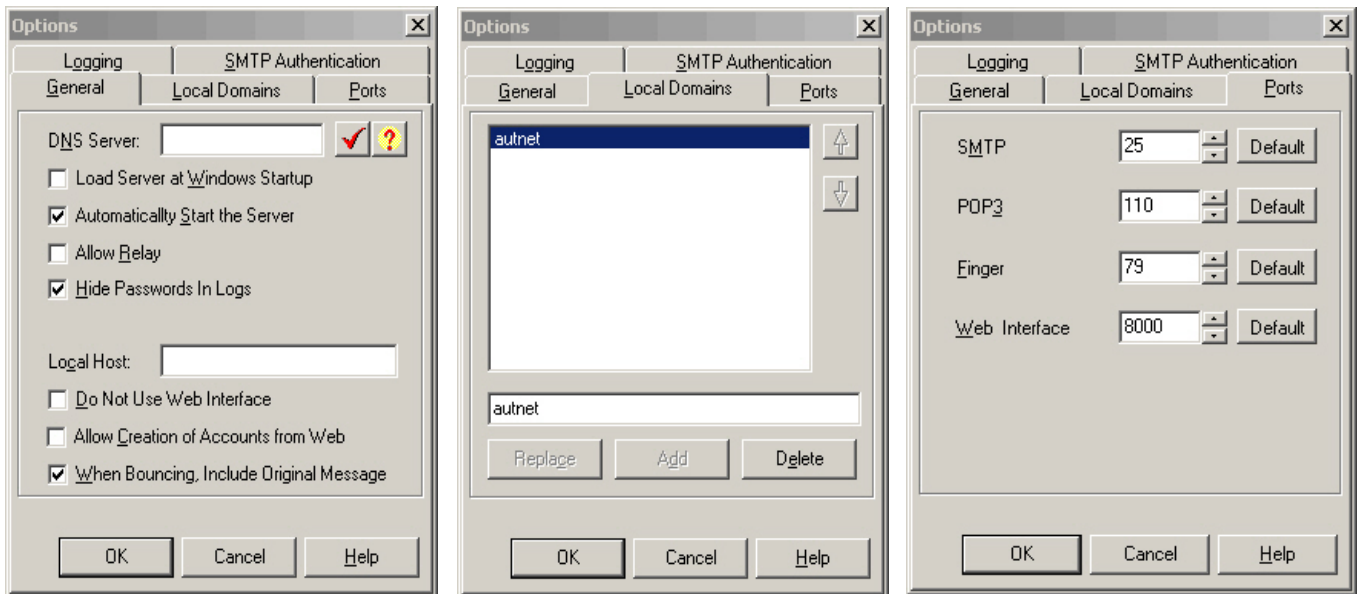 Options
Logging SMTP Authentication
General Local Domains Ports
DNS Server:
Load Server at Windows Startup
Automaticallty Start the Server
Allow Relay
Hide Passwords In Logs
Local Host:
Do Not Use Web Interface
Allow Creation of Accounts from Web
When Bouncing, Include Original Message
OK Cancel Help
Options
Logging SMTP Authentication
General Local Domains Ports
autnet
autnet
Replace Add Delete
OK Cancel Help
Options
Logging SMTP Authentication
General Local Domains Ports
SMTP 25 Default
POP3 110 Default
Finger 79 Default
Web Interface 8000 Default
OK Cancel Help